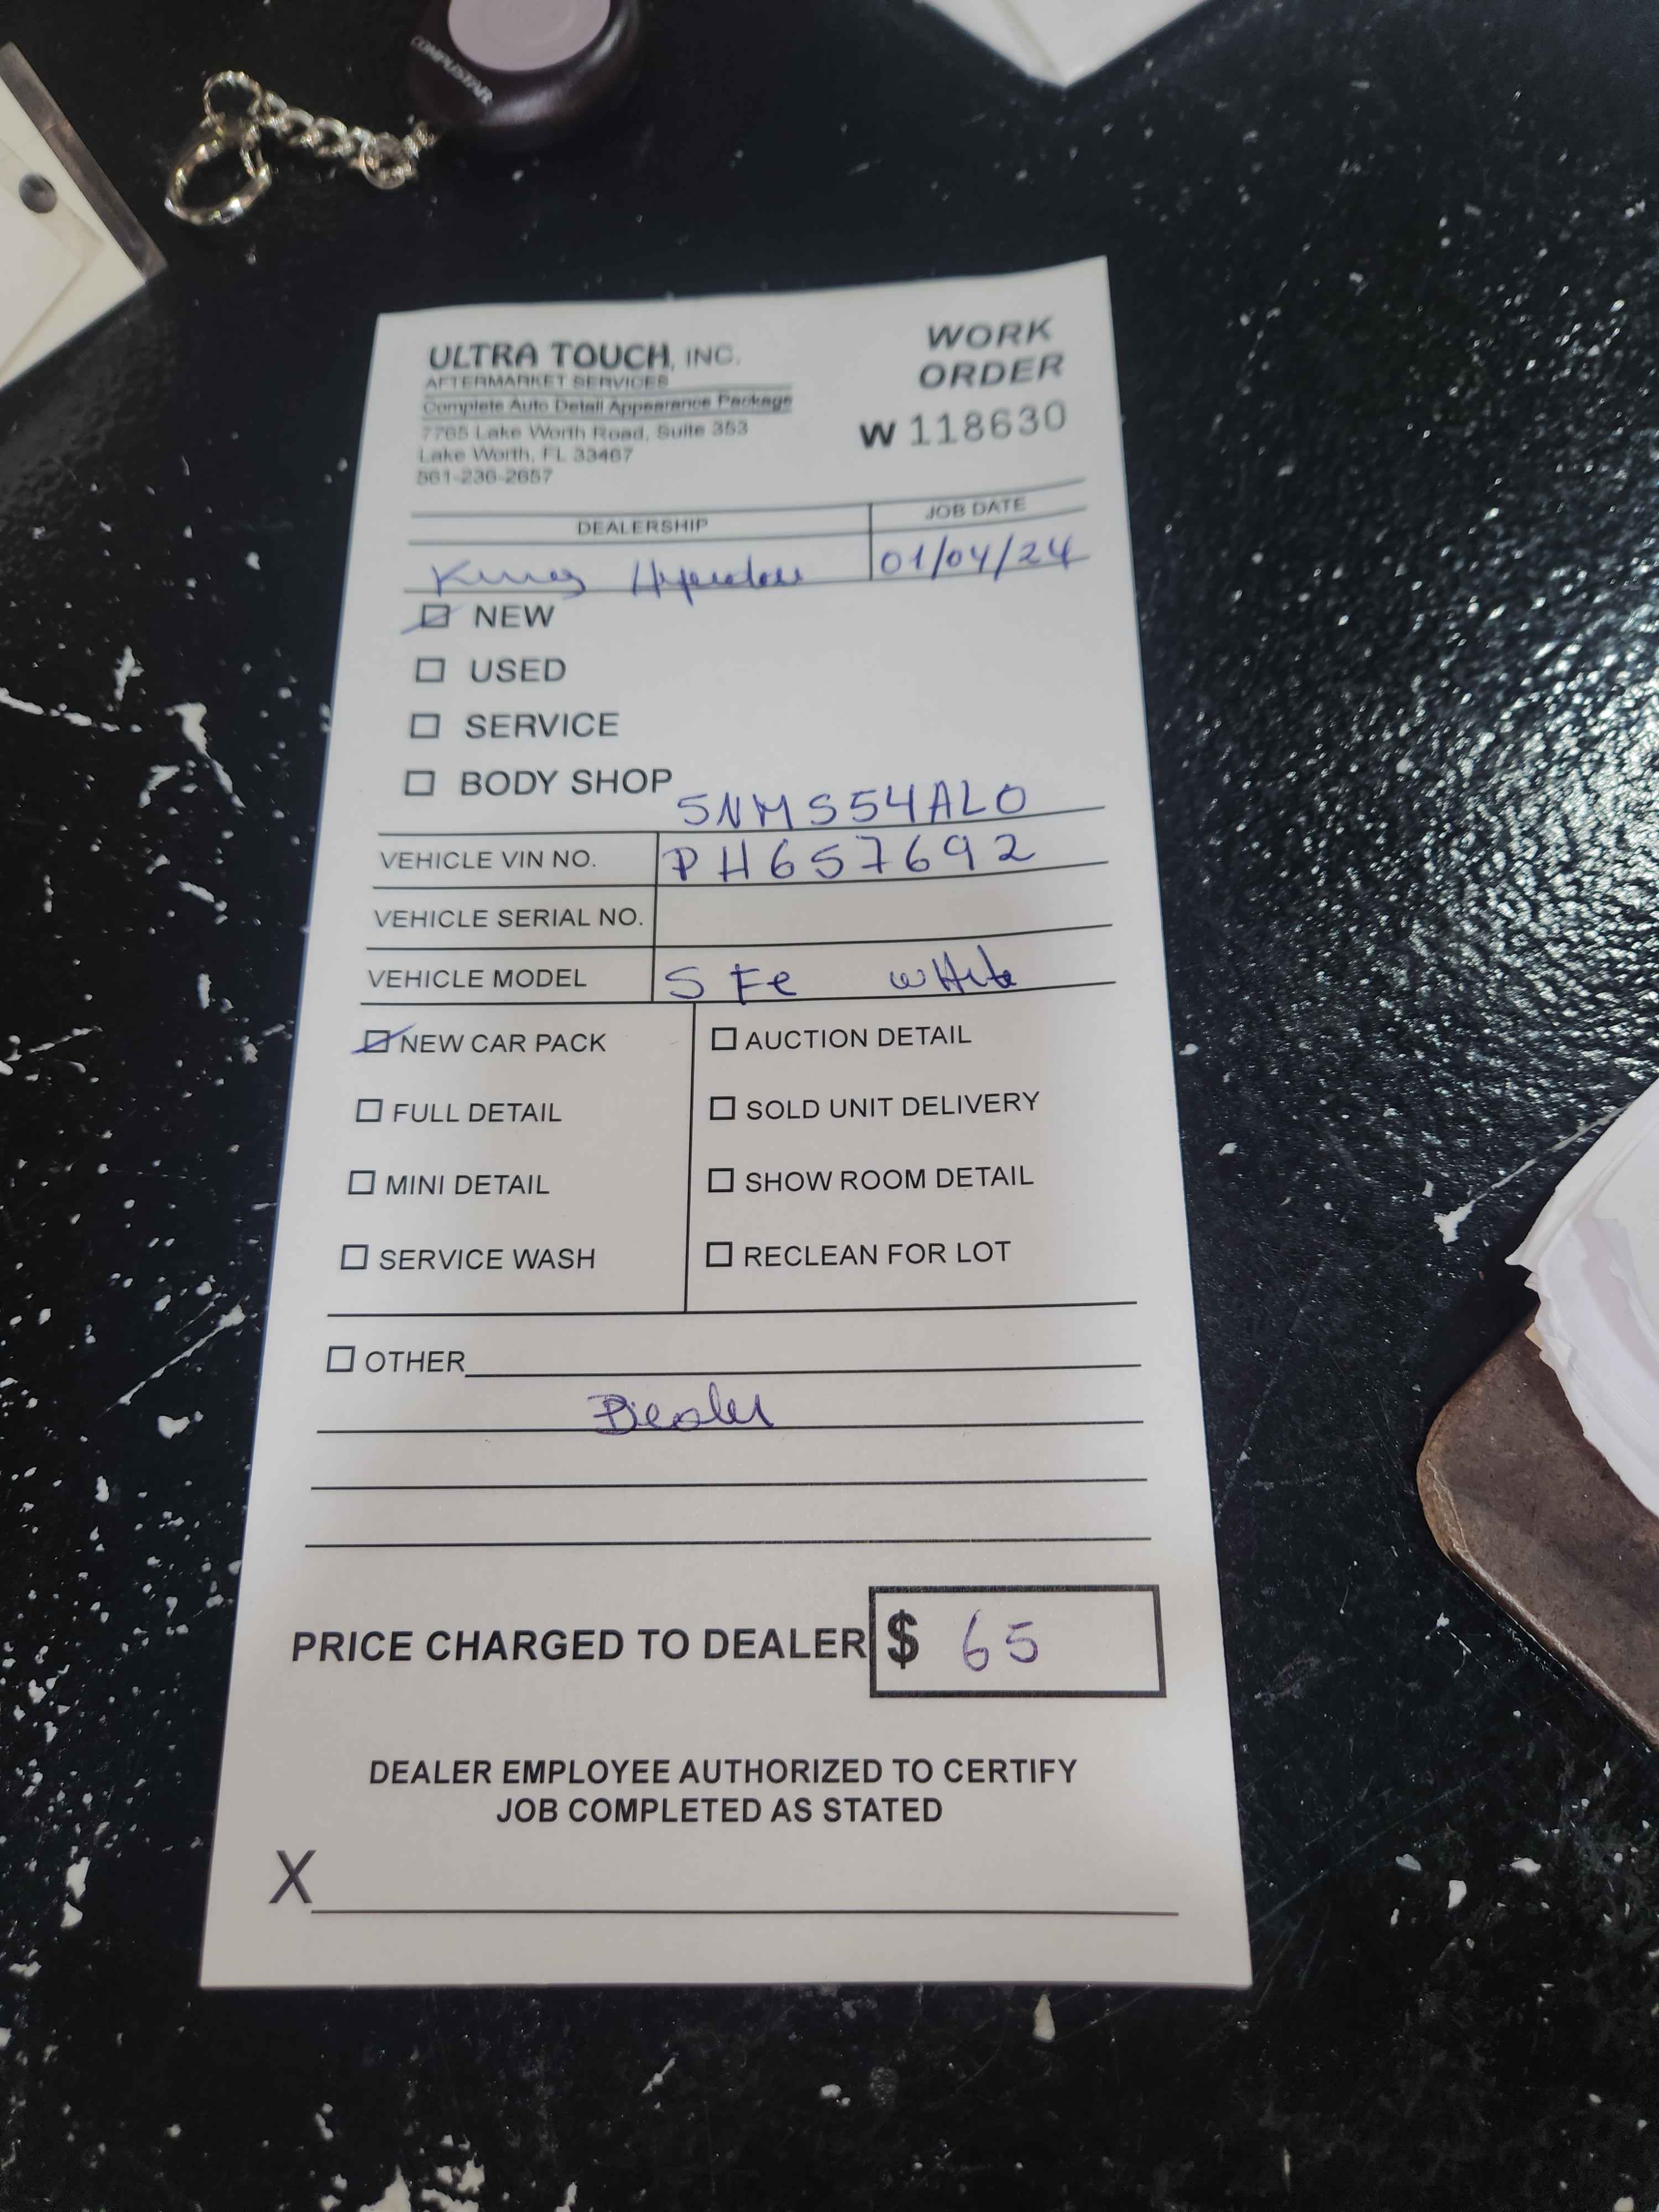 COMPUSTAR
ULTRA TOUCH, INC.
AFTERMARKET SERVICES
Complete Auto Detail Appearance Package
7765 Lake Worth Road, Suite 353
Lake Worth, FL 33467
561-236-2657
WORK
ORDER
W 118630
DEALERSHIP
JOB DATE
01/04/24
NEW
USED
SERVICE
BODY SHOP
5NMS54AL0
VEHICLE VIN NO. PH657692
VEHICLE SERIAL NO.
VEHICLE MODEL S Fe white
NEW CAR PACK
AUCTION DETAIL
FULL DETAIL
SOLD UNIT DELIVERY
MINI DETAIL
SHOW ROOM DETAIL
SERVICE WASH
RECLEAN FOR LOT
OTHER
PRICE CHARGED TO DEALER $ 65
DEALER EMPLOYEE AUTHORIZED TO CERTIFY
JOB COMPLETED AS STATED
X